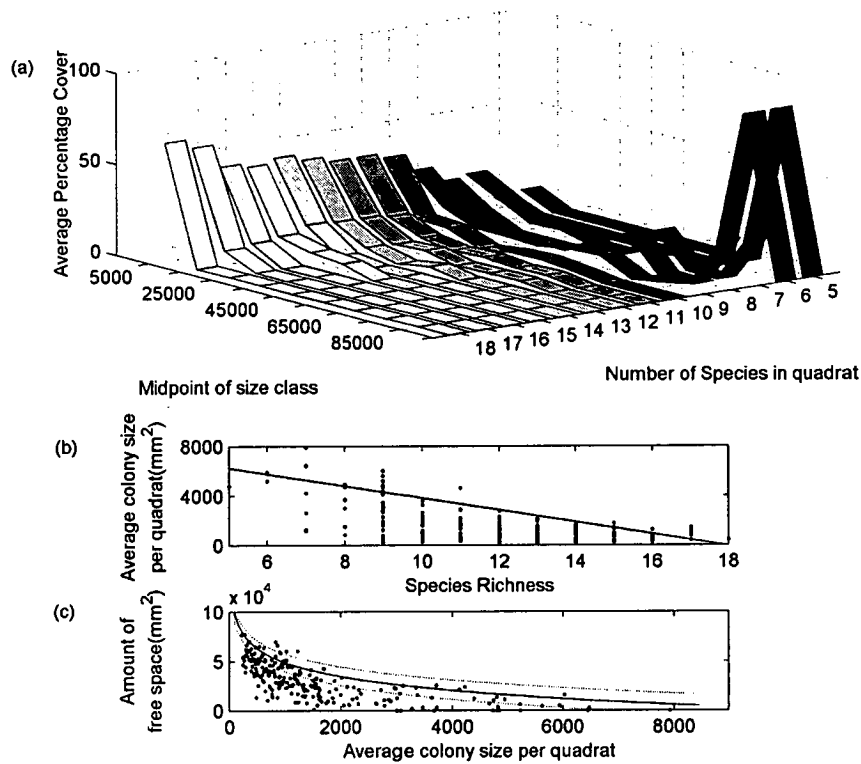 (a)
Average Percentage Cover
100
50
0
5000
25000
45000
65000
85000
18 17 16 15 14 13 12 11 10 9 8 7 6 5
Midpoint of size class
Number of Species in quadrat
(b)
Average colony size
per quadrat(mm²)
8000
4000
0
6 8 10 12 14 16 18
Species Richness
(c)
x 10⁴
Amount of
free space(mm²)
10
5
0
0 2000 4000 6000 8000
Average colony size per quadrat